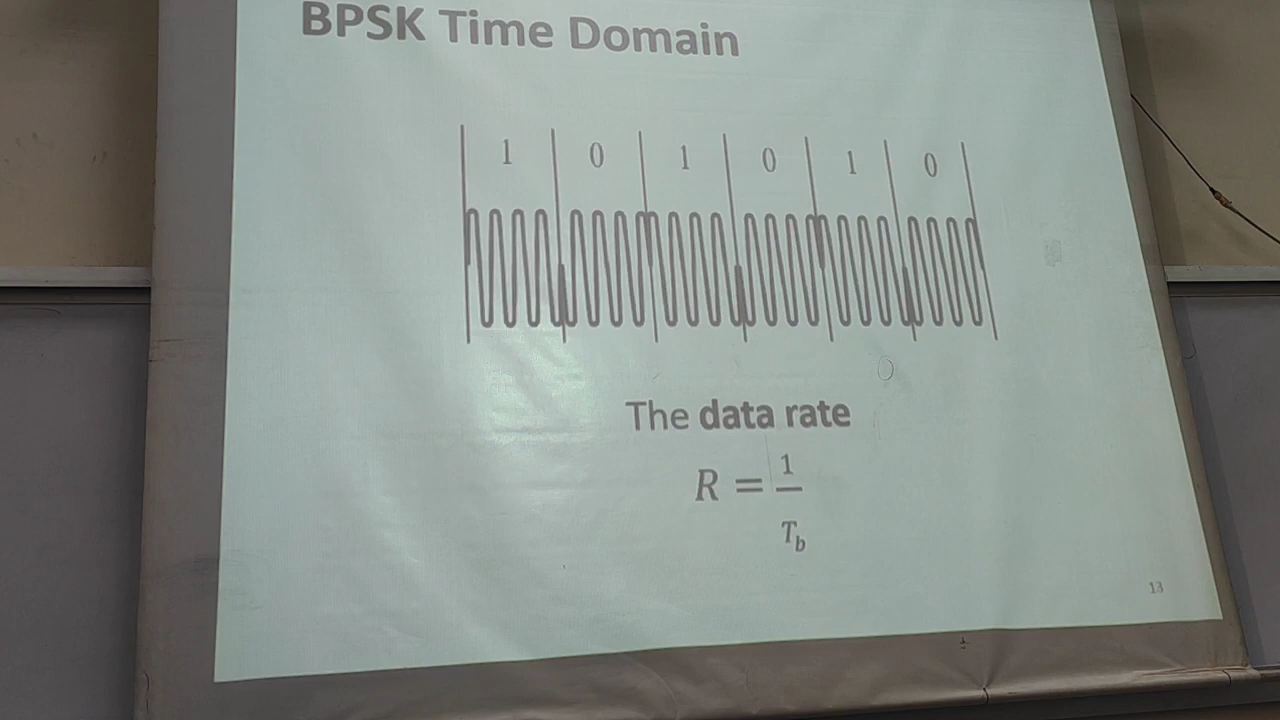 BPSK Time Domain
1 0 1 0 1 0
The data rate
R = 1
T_b
13